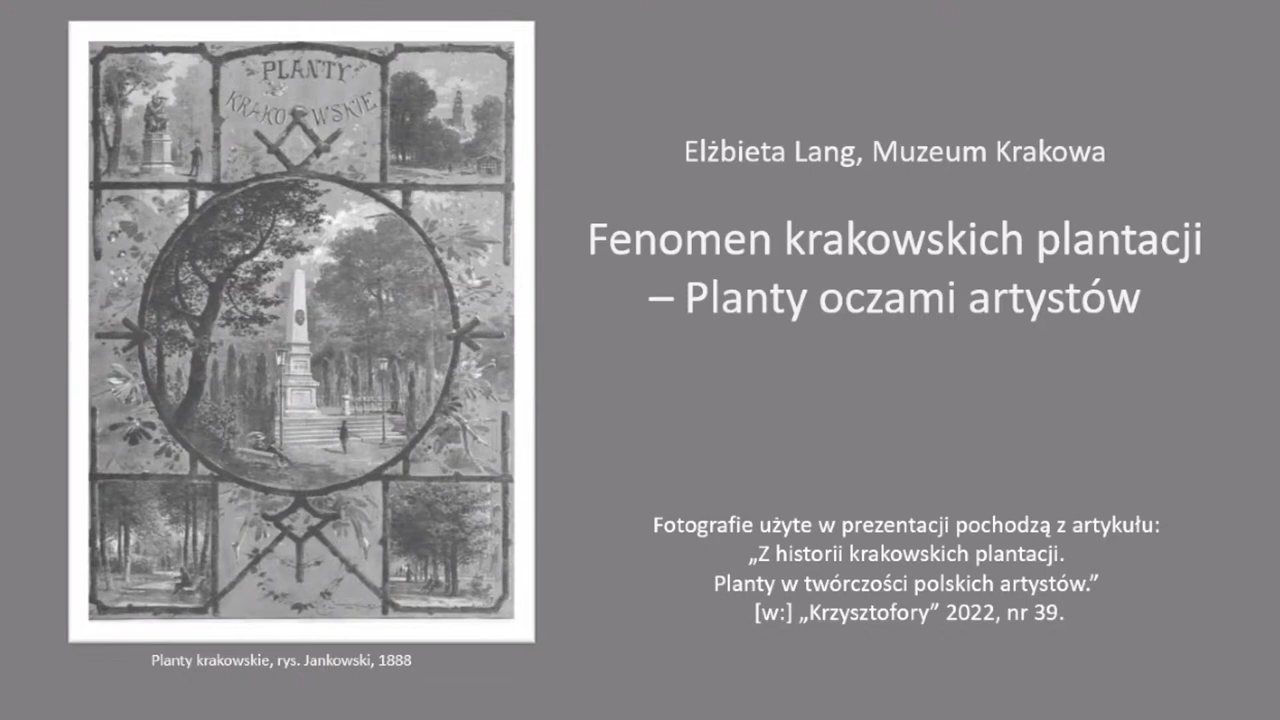 PLANTY
KRAKOWSKIE
Elżbieta Lang, Muzeum Krakowa
Fenomen krakowskich plantacji
– Planty oczami artystów
Fotografie użyte w prezentacji pochodzą z artykułu:
„Z historii krakowskich plantacji.
Planty w twórczości polskich artystów.”
[w:] „Krzysztofory” 2022, nr 39.
Planty krakowskie, rys. Jankowski, 1888